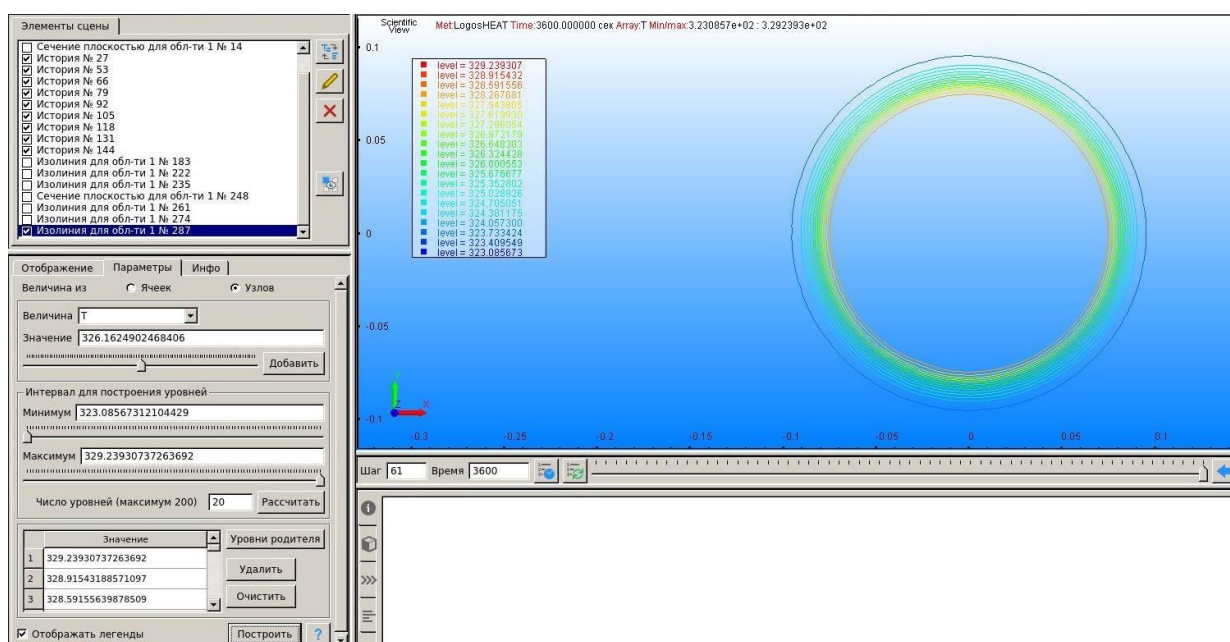 Элементы сцены
Сечение плоскостью для обл-ти 1 № 14
История № 27
История № 53
История № 66
История № 79
История № 92
История № 105
История № 118
История № 131
История № 144
Изолиния для обл-ти 1 № 183
Изолиния для обл-ти 1 № 222
Изолиния для обл-ти 1 № 235
Сечение плоскостью для обл-ти 1 № 248
Изолиния для обл-ти 1 № 261
Изолиния для обл-ти 1 № 274
Изолиния для обл-ти 1 № 287
Отображение Параметры Инфо
Величина из Ячеек Узлов
Величина T
Значение 326.1624902468406
Добавить
Интервал для построения уровней
Минимум 323.08567312104429
Максимум 329.23930737263692
Число уровней (максимум 200) 20 Рассчитать
Значение
1 329.23930737263692
2 328.91543188571097
3 328.59155639878509
Уровни родителя
Удалить
Очистить
Отображать легенды Построить ?
Scientific View
Met:LogosHEAT Time:3600.000000 сек Array:T Min/max:3.230857e+02 : 3.292393e+02
level = 329.239307
level = 328.915432
level = 328.591556
level = 328.267681
level = 327.943805
level = 327.619930
level = 327.296054
level = 326.972179
level = 326.648303
level = 326.324428
level = 326.000553
level = 325.676677
level = 325.352802
level = 325.028926
level = 324.705051
level = 324.381175
level = 324.057300
level = 323.733424
level = 323.409549
level = 323.085673
0.1
0.05
0
-0.05
-0.1
Y
Z X
-0.3 -0.25 -0.2 -0.15 -0.1 -0.05 0 0.05 0.1
Шаг 61 Время 3600